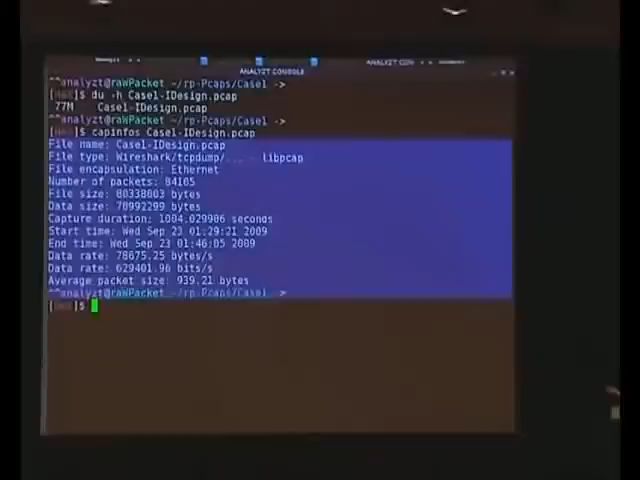 ANALYZT CONSOLE
^^analyzt@raWPacket ~/rp-Pcaps/Case1 ->
]$ du -h Case1-IDesign.pcap
77M Case1-IDesign.pcap
^^analyzt@raWPacket ~/rp-Pcaps/Case1 ->
]$ capinfos Case1-IDesign.pcap
File name: Case1-IDesign.pcap
File type: Wireshark/tcpdump/... - libpcap
File encapsulation: Ethernet
Number of packets: 84105
File size: 80338003 bytes
Data size: 78992299 bytes
Capture duration: 1004.029986 seconds
Start time: Wed Sep 23 01:29:21 2009
End time: Wed Sep 23 01:46:05 2009
Data rate: 78675.25 bytes/s
Data rate: 629401.96 bits/s
Average packet size: 939.21 bytes
^^analyzt@raWPacket ~/rp-Pcaps/Case1 ->
]$